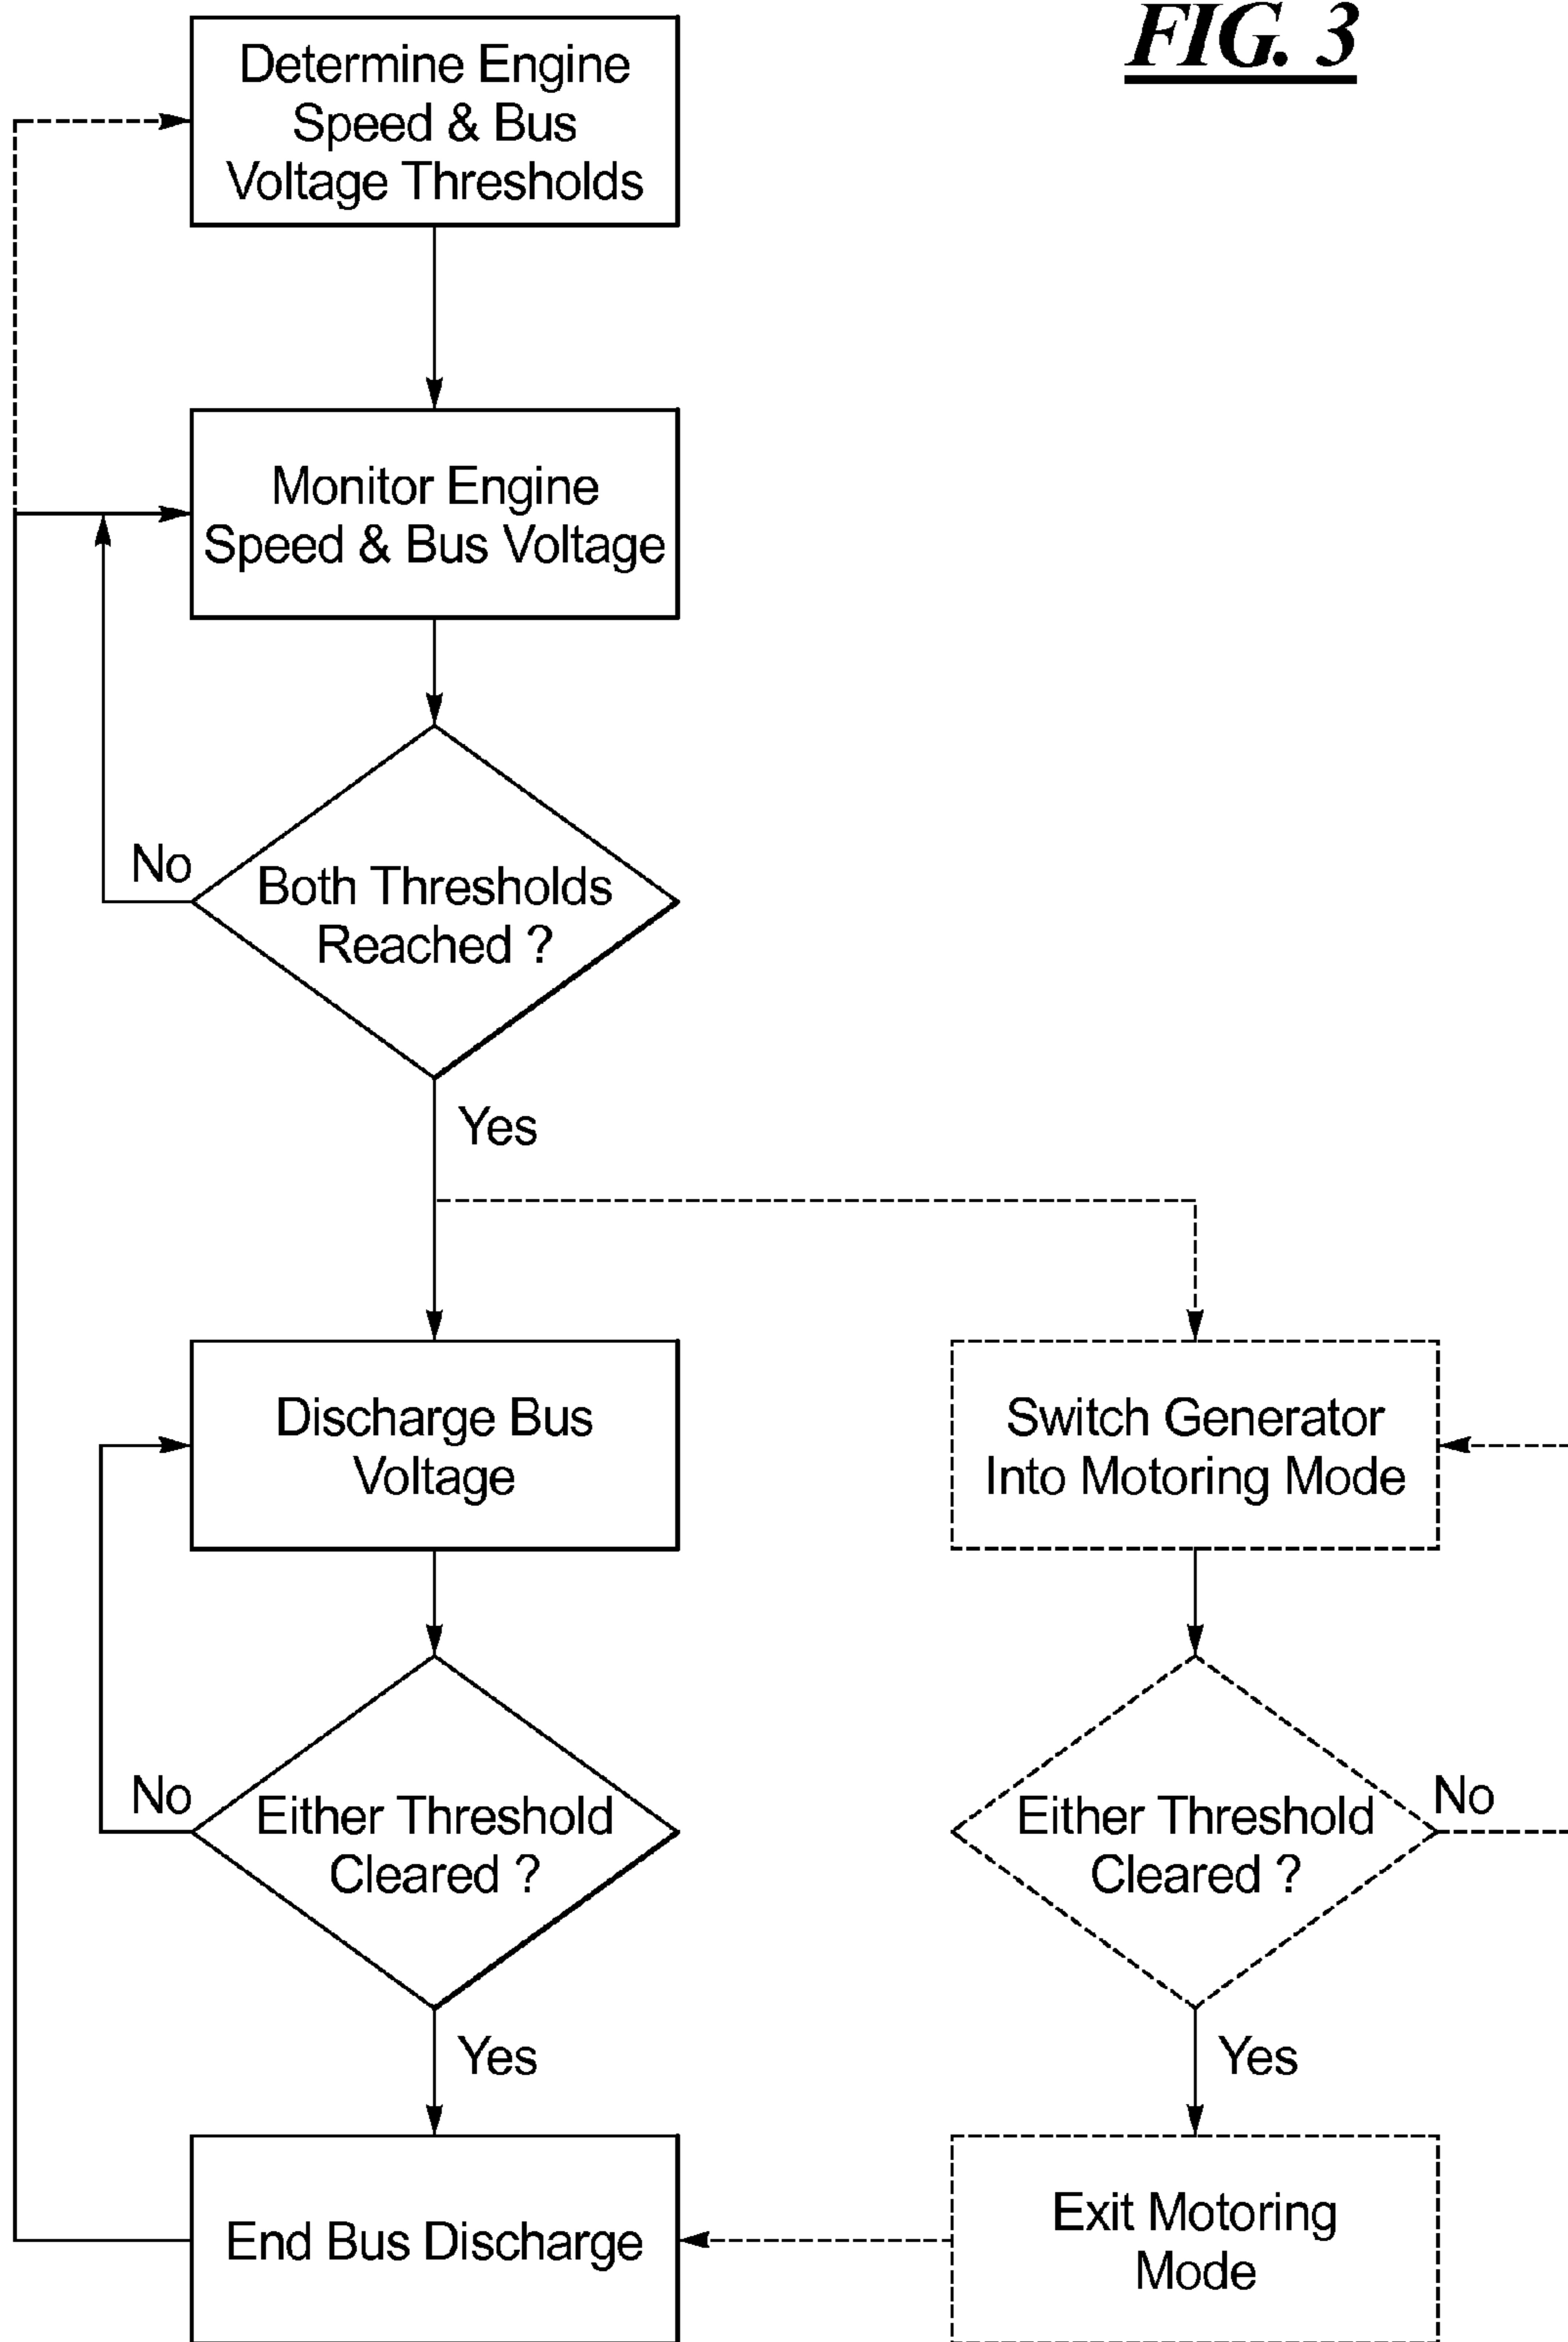 FIG. 3
Determine Engine
Speed & Bus
Voltage Thresholds
Monitor Engine
Speed & Bus Voltage
No
Both Thresholds
Reached ?
Yes
Discharge Bus
Voltage
Switch Generator
Into Motoring Mode
No
Either Threshold
Cleared ?
Either Threshold
Cleared ?
No
Yes
Yes
End Bus Discharge
Exit Motoring
Mode